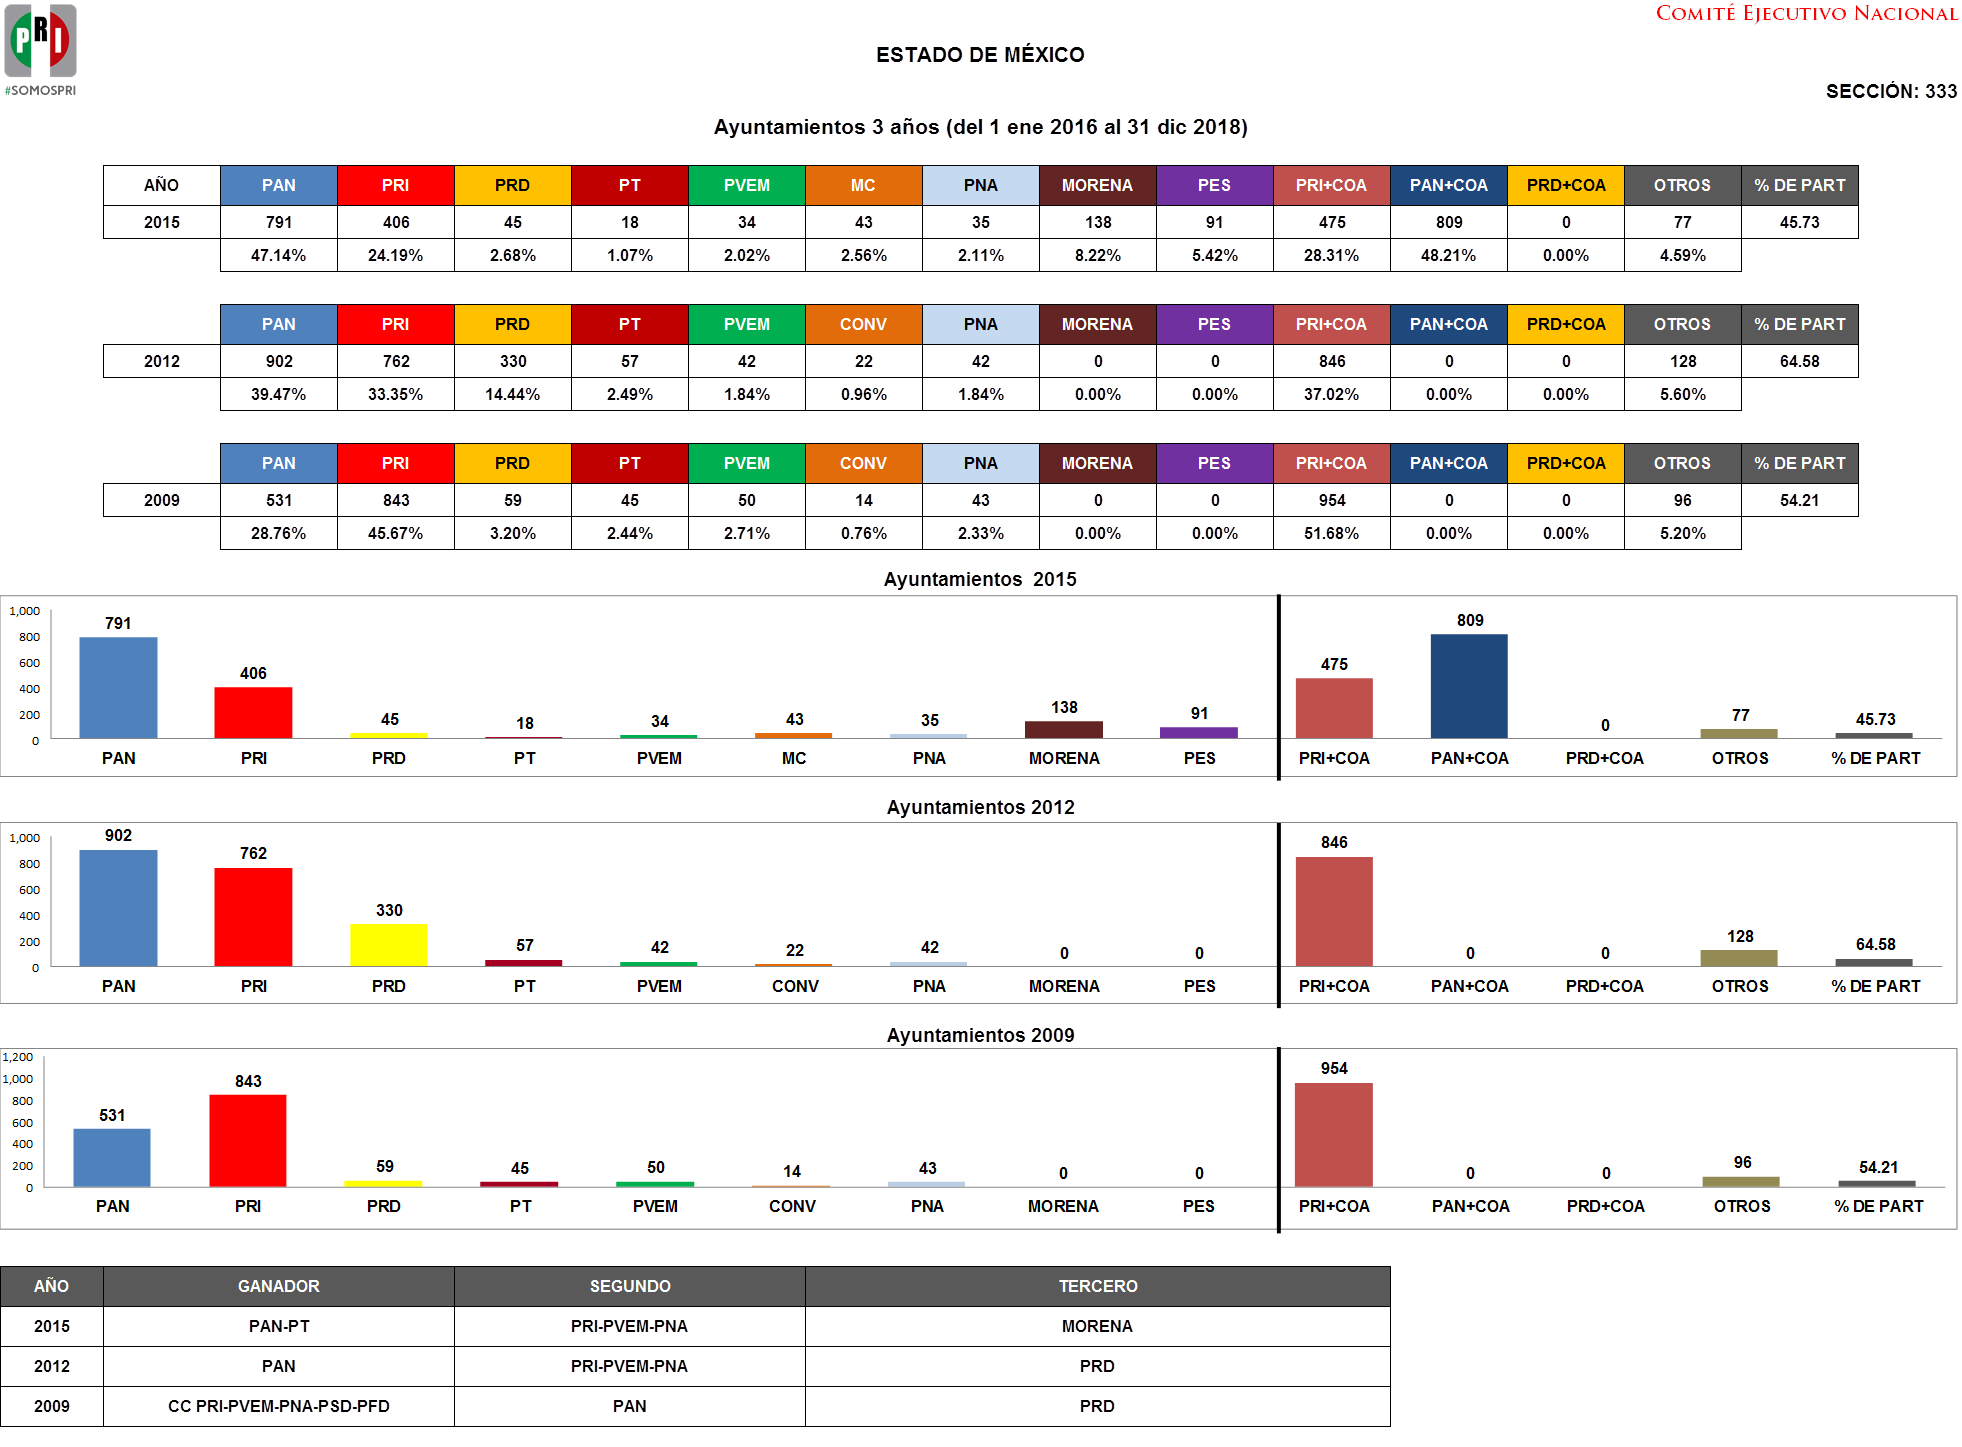 PRI
#SOMOSPRI
COMITÉ EJECUTIVO NACIONAL
ESTADO DE MÉXICO
SECCIÓN: 333
Ayuntamientos 3 años (del 1 ene 2016 al 31 dic 2018)
AÑO PAN PRI PRD PT PVEM MC PNA MORENA PES PRI+COA PAN+COA PRD+COA OTROS % DE PART
2015 791 406 45 18 34 43 35 138 91 475 809 0 77 45.73
47.14% 24.19% 2.68% 1.07% 2.02% 2.56% 2.11% 8.22% 5.42% 28.31% 48.21% 0.00% 4.59%
PAN PRI PRD PT PVEM CONV PNA MORENA PES PRI+COA PAN+COA PRD+COA OTROS % DE PART
2012 902 762 330 57 42 22 42 0 0 846 0 0 128 64.58
39.47% 33.35% 14.44% 2.49% 1.84% 0.96% 1.84% 0.00% 0.00% 37.02% 0.00% 0.00% 5.60%
PAN PRI PRD PT PVEM CONV PNA MORENA PES PRI+COA PAN+COA PRD+COA OTROS % DE PART
2009 531 843 59 45 50 14 43 0 0 954 0 0 96 54.21
28.76% 45.67% 3.20% 2.44% 2.71% 0.76% 2.33% 0.00% 0.00% 51.68% 0.00% 0.00% 5.20%
Ayuntamientos 2015
1,000
800
600
400
200
0
791 406 45 18 34 43 35 138 91 475 809 0 77 45.73
PAN PRI PRD PT PVEM MC PNA MORENA PES PRI+COA PAN+COA PRD+COA OTROS % DE PART
Ayuntamientos 2012
1,000
800
600
400
200
0
902 762 330 57 42 22 42 0 0 846 0 0 128 64.58
PAN PRI PRD PT PVEM CONV PNA MORENA PES PRI+COA PAN+COA PRD+COA OTROS % DE PART
Ayuntamientos 2009
1,200
1,000
800
600
400
200
0
531 843 59 45 50 14 43 0 0 954 0 0 96 54.21
PAN PRI PRD PT PVEM CONV PNA MORENA PES PRI+COA PAN+COA PRD+COA OTROS % DE PART
AÑO GANADOR SEGUNDO TERCERO
2015 PAN-PT PRI-PVEM-PNA MORENA
2012 PAN PRI-PVEM-PNA PRD
2009 CC PRI-PVEM-PNA-PSD-PFD PAN PRD